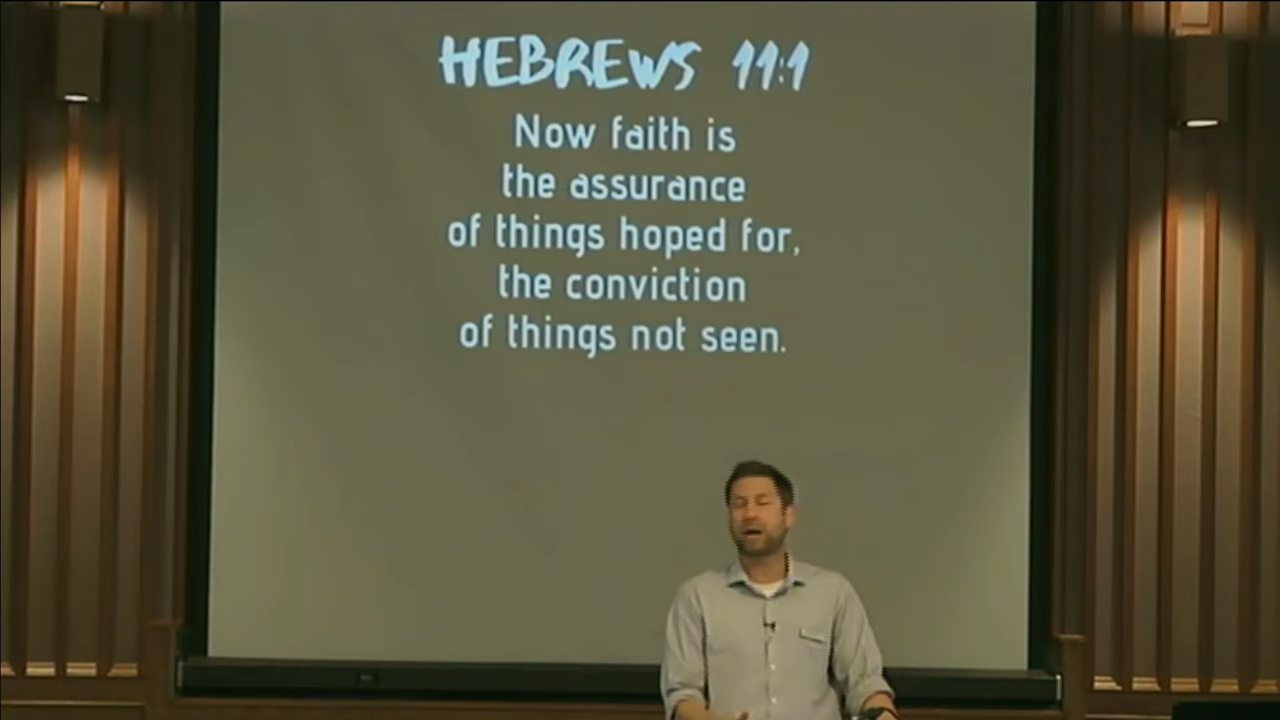 HEBREWS 11:1
Now faith is
the assurance
of things hoped for,
the conviction
of things not seen.